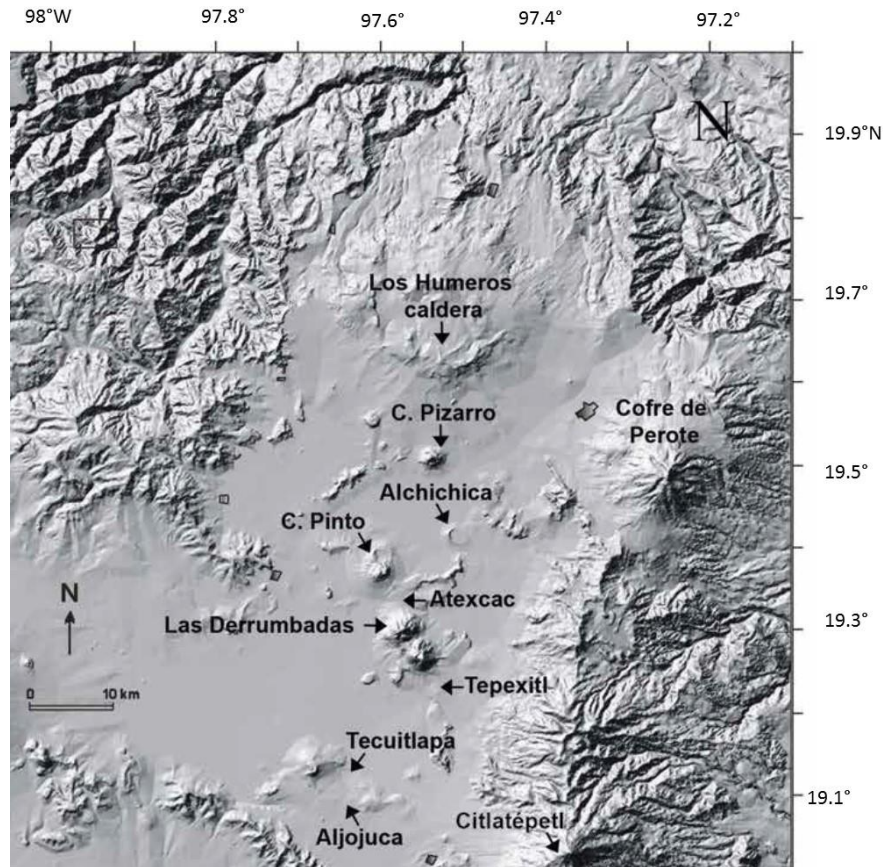 98°W 97.8° 97.6° 97.4° 97.2°
N
19.9°N
Los Humeros
caldera
19.7°
C. Pizarro
Cofre de
Perote
19.5°
Alchichica
C. Pinto
N
Atexcac
Las Derrumbadas
19.3°
Tepexitl
0 10 km
Tecuitlapa
19.1°
Aljojuca
Citlatépetl